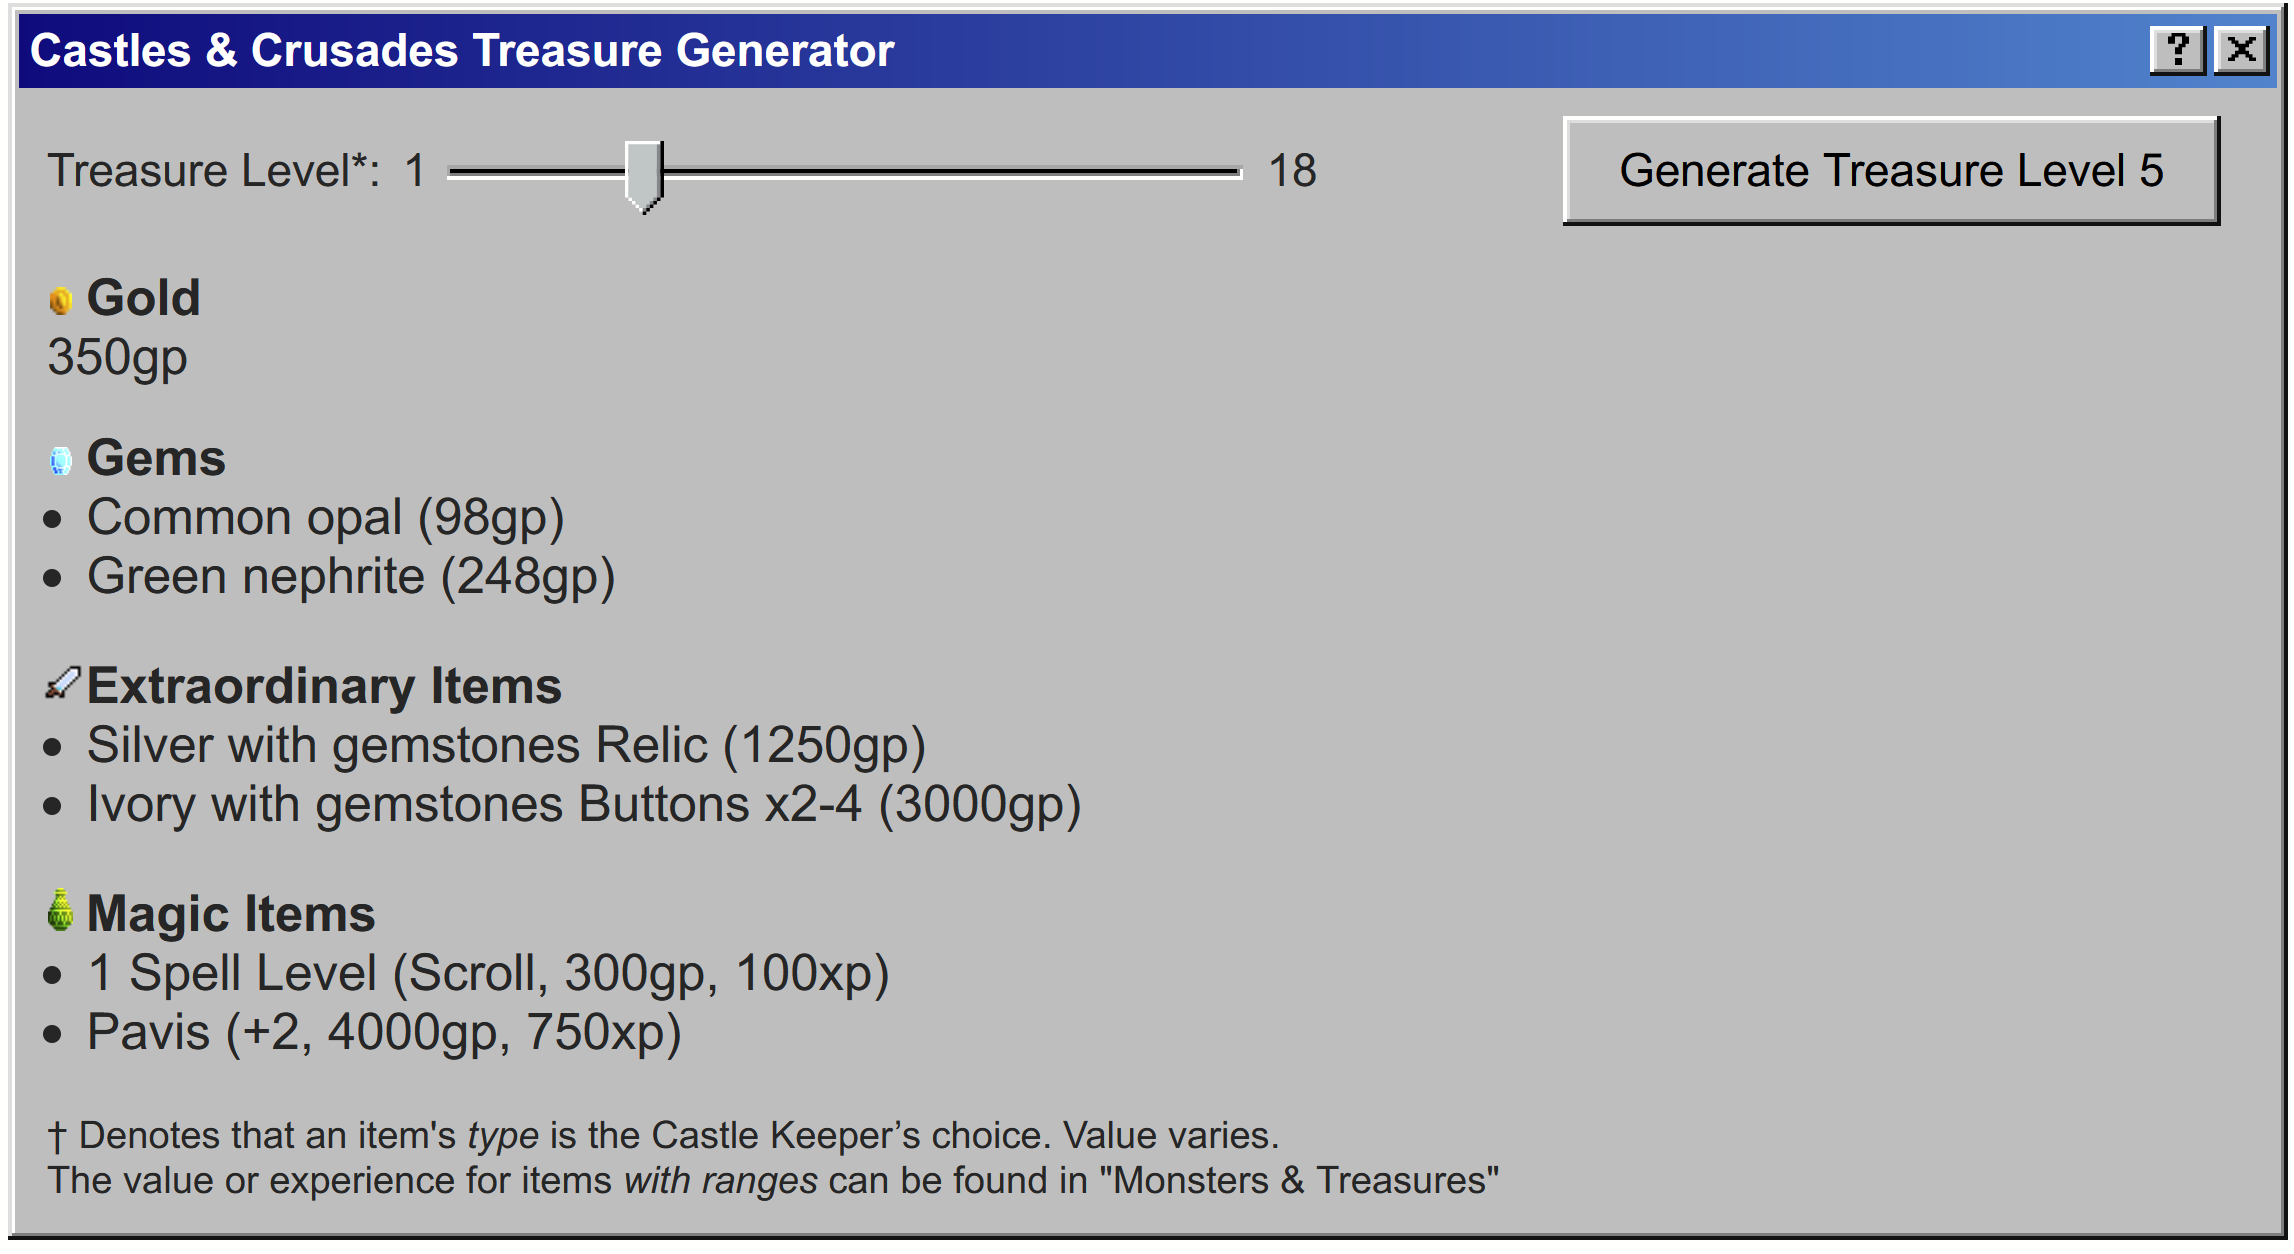 Castles & Crusades Treasure Generator
Treasure Level*: 1 18 Generate Treasure Level 5
Gold
350gp
Gems
• Common opal (98gp)
• Green nephrite (248gp)
Extraordinary Items
• Silver with gemstones Relic (1250gp)
• Ivory with gemstones Buttons x2-4 (3000gp)
Magic Items
• 1 Spell Level (Scroll, 300gp, 100xp)
• Pavis (+2, 4000gp, 750xp)
† Denotes that an item's type is the Castle Keeper’s choice. Value varies.
The value or experience for items with ranges can be found in "Monsters & Treasures"